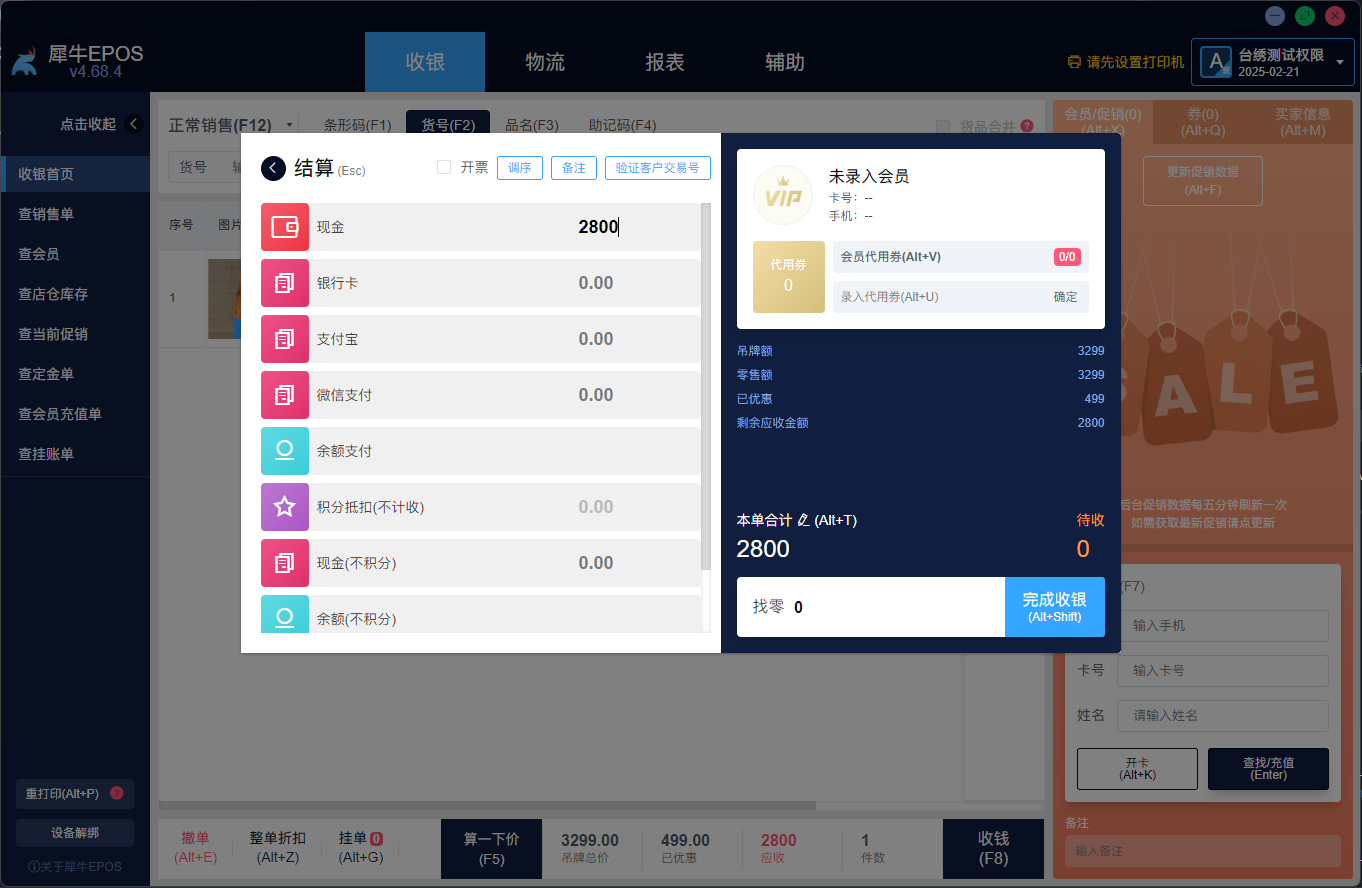 犀牛EPOS
v4.68.4
收银
物流
报表
辅助
请先设置打印机
A
班
台绣测试权限
2025-02-21
点击收起
收银首页
查销售单
查会员
查店仓库存
查当前促销
查定金单
查会员充值单
查挂账单
重打印(Alt+P)
?
设备解绑
关于犀牛EPOS
正常销售(F12)
条形码(F1)
货号(F2)
品名(F3)
助记码(F4)
货品合并
?
货号
输
序号
图片
1
结算 (Esc)
开票
调序
备注
验证客户交易号
现金
2800
银行卡
0.00
支付宝
0.00
微信支付
0.00
余额支付
积分抵扣(不计收)
0.00
现金(不积分)
0.00
余额(不积分)
VIP
未录入会员
卡号: --
手机: --
代用券
0
会员代用券(Alt+V)
0/0
录入代用券(Alt+U)
确定
吊牌额
3299
零售额
3299
已优惠
499
剩余应收金额
2800
本单合计 (Alt+T)
待收
2800
0
找零 0
完成收银
(Alt+Shift)
会员/促销(0)
(Alt+X)
券(0)
(Alt+Q)
买家信息
(Alt+M)
更新促销数据
(Alt+F)
SALE
后台促销数据每五分钟刷新一次
如需获取最新促销请点更新
(F7)
输入手机
卡号
输入卡号
姓名
请输入姓名
开卡
(Alt+K)
查找/充值
(Enter)
备注
输入备注
撤单
(Alt+E)
整单折扣
(Alt+Z)
挂单 0
(Alt+G)
算一下价
(F5)
3299.00
吊牌总价
499.00
已优惠
2800
应收
1
件数
收钱
(F8)